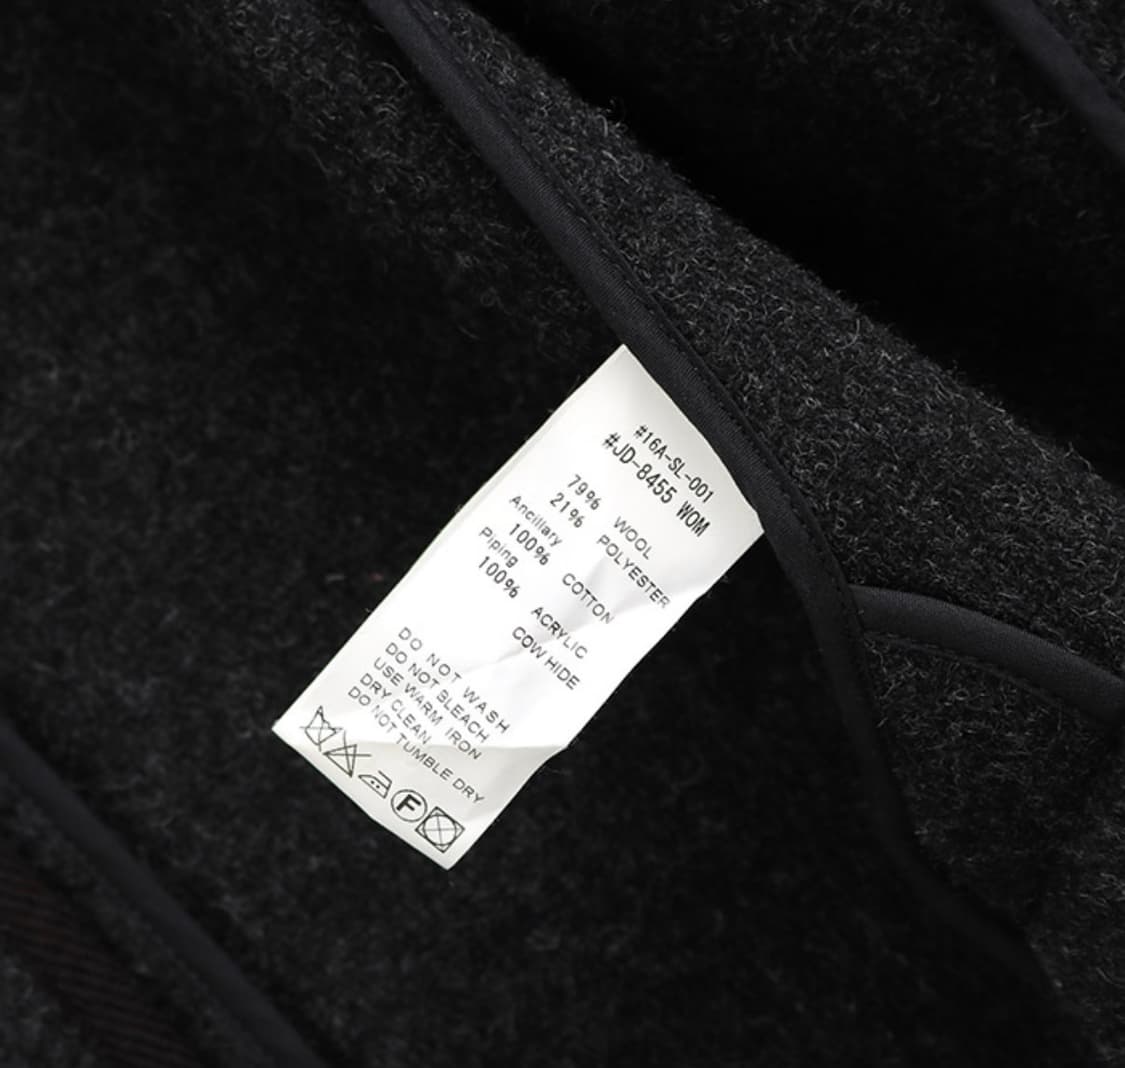 #16A-SL-001
#JD-8455 WOM
79% WOOL
21% POLYESTER
Ancillary
100% COTTON
Piping
100% ACRYLIC
COW HIDE
DO NOT WASH
DO NOT BLEACH
USE WARM IRON
DRY CLEAN
DO NOT TUMBLE DRY
F